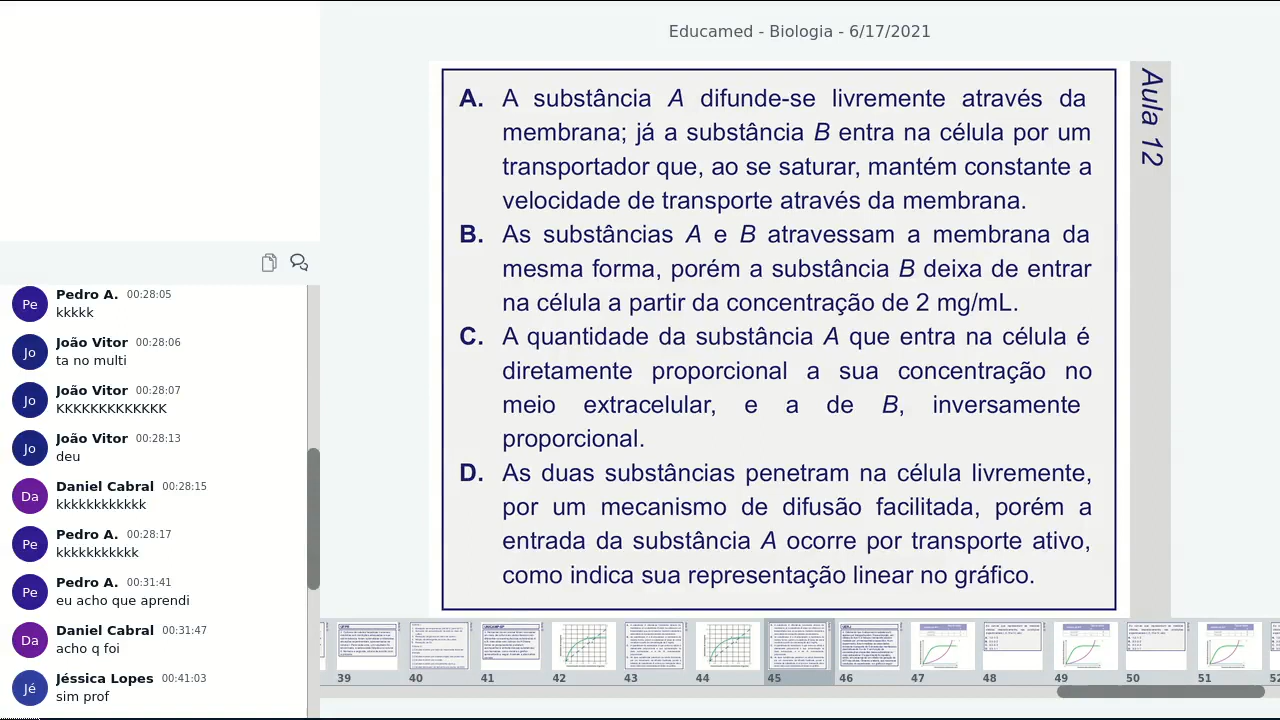 Educamed - Biologia - 6/17/2021
Pe
Pedro A. 00:28:05
kkkkk
Jo
João Vitor 00:28:06
ta no multi
Jo
João Vitor 00:28:07
KKKKKKKKKKKKK
Jo
João Vitor 00:28:13
deu
Da
Daniel Cabral 00:28:15
kkkkkkkkkkkk
Pe
Pedro A. 00:28:17
kkkkkkkkkkk
Pe
Pedro A. 00:31:41
eu acho que aprendi
Da
Daniel Cabral 00:31:47
acho q foi
Jé
Jéssica Lopes 00:41:03
sim prof
A. A substância A difunde-se livremente através da
membrana; já a substância B entra na célula por um
transportador que, ao se saturar, mantém constante a
velocidade de transporte através da membrana.
B. As substâncias A e B atravessam a membrana da
mesma forma, porém a substância B deixa de entrar
na célula a partir da concentração de 2 mg/mL.
C. A quantidade da substância A que entra na célula é
diretamente proporcional a sua concentração no
meio extracelular, e a de B, inversamente
proporcional.
D. As duas substâncias penetram na célula livremente,
por um mecanismo de difusão facilitada, porém a
entrada da substância A ocorre por transporte ativo,
como indica sua representação linear no gráfico.
Aula 12
39 40 41 42 43 44 45 46 47 48 49 50 51 52